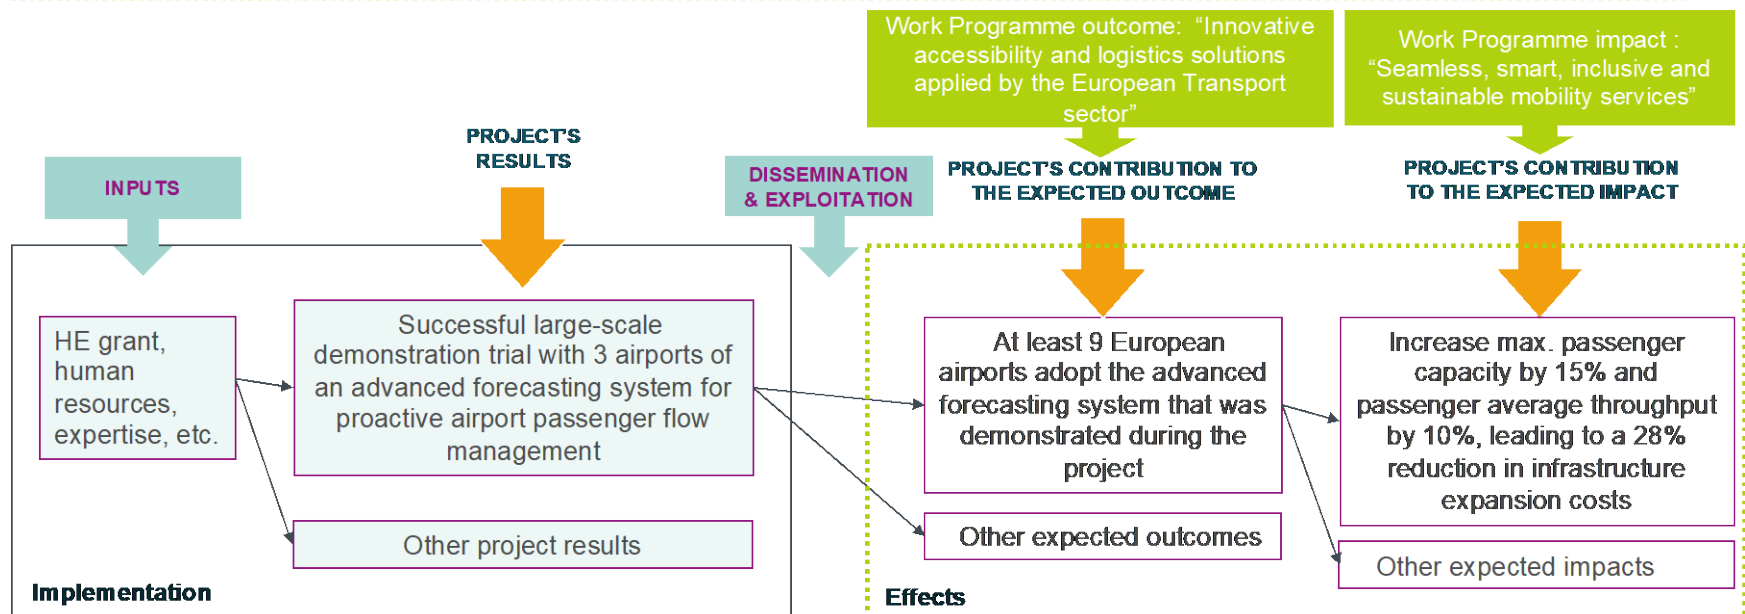 Work Programme outcome:  “Innovative
accessibility and logistics solutions
applied by the European Transport
sector”
Work Programme impact :
“Seamless, smart, inclusive and
sustainable mobility services”
INPUTS
PROJECT'S
RESULTS
DISSEMINATION
& EXPLOITATION
PROJECT'S CONTRIBUTION TO
THE EXPECTED OUTCOME
PROJECT'S CONTRIBUTION
TO THE EXPECTED IMPACT
HE grant,
human
resources,
expertise, etc.
Successful large-scale
demonstration trial with 3 airports of
an advanced forecasting system for
proactive airport passenger flow
management
Other project results
Implementation
At least 9 European
airports adopt the advanced
forecasting system that was
demonstrated during the
project
Other expected outcomes
Increase max. passenger
capacity by 15% and
passenger average throughput
by 10%, leading to a 28%
reduction in infrastructure
expansion costs
Other expected impacts
Effects